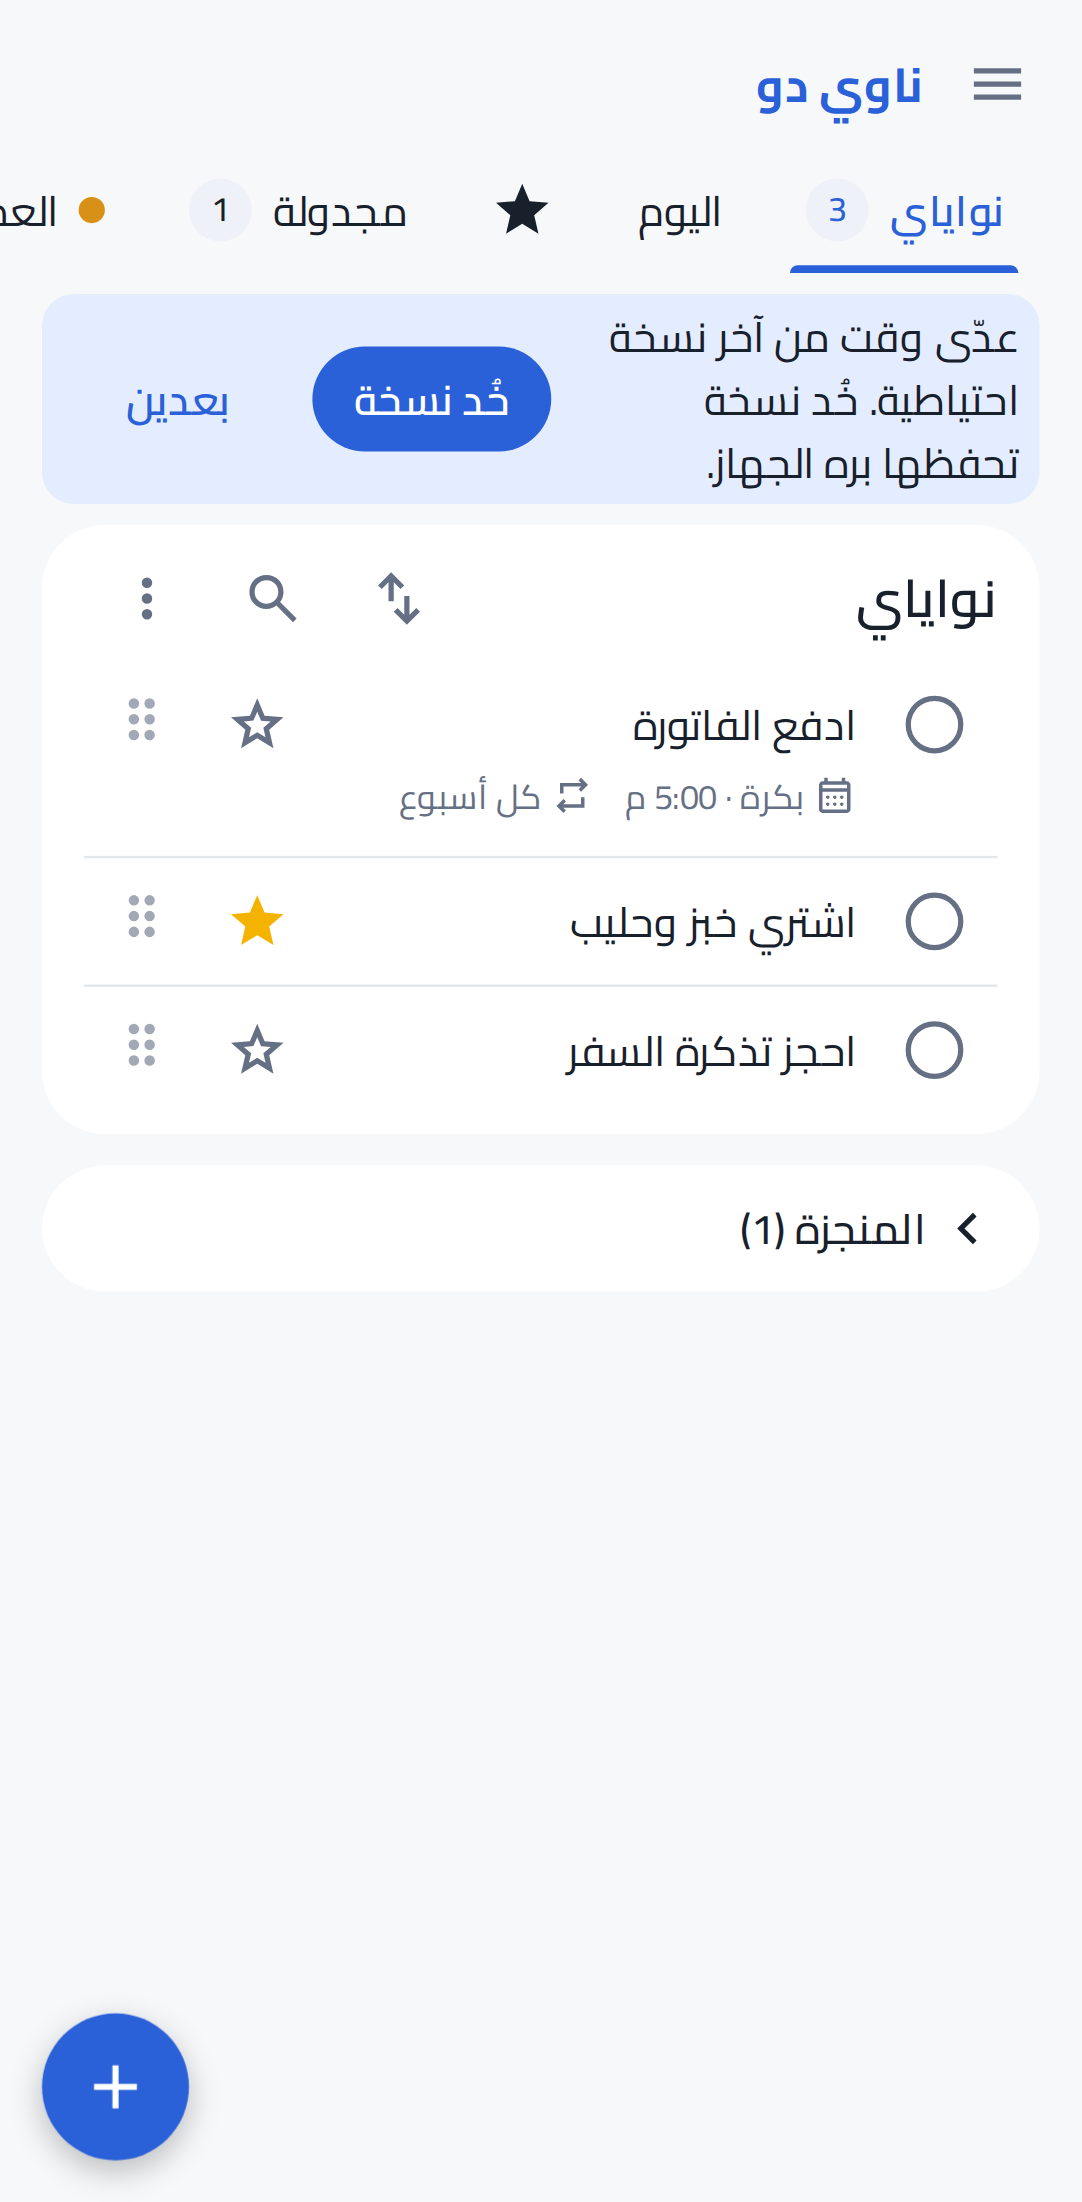 ناوي دو
نواياي 3 اليوم مجدولة 1 العد
عدّى وقت من آخر نسخة
احتياطية. خُد نسخة
تحفظها بره الجهاز.
خُد نسخة
بعدين
نواياي
ادفع الفاتورة
بكرة · 5:00 م كل أسبوع
اشتري خبز وحليب
احجز تذكرة السفر
المنجزة (1)